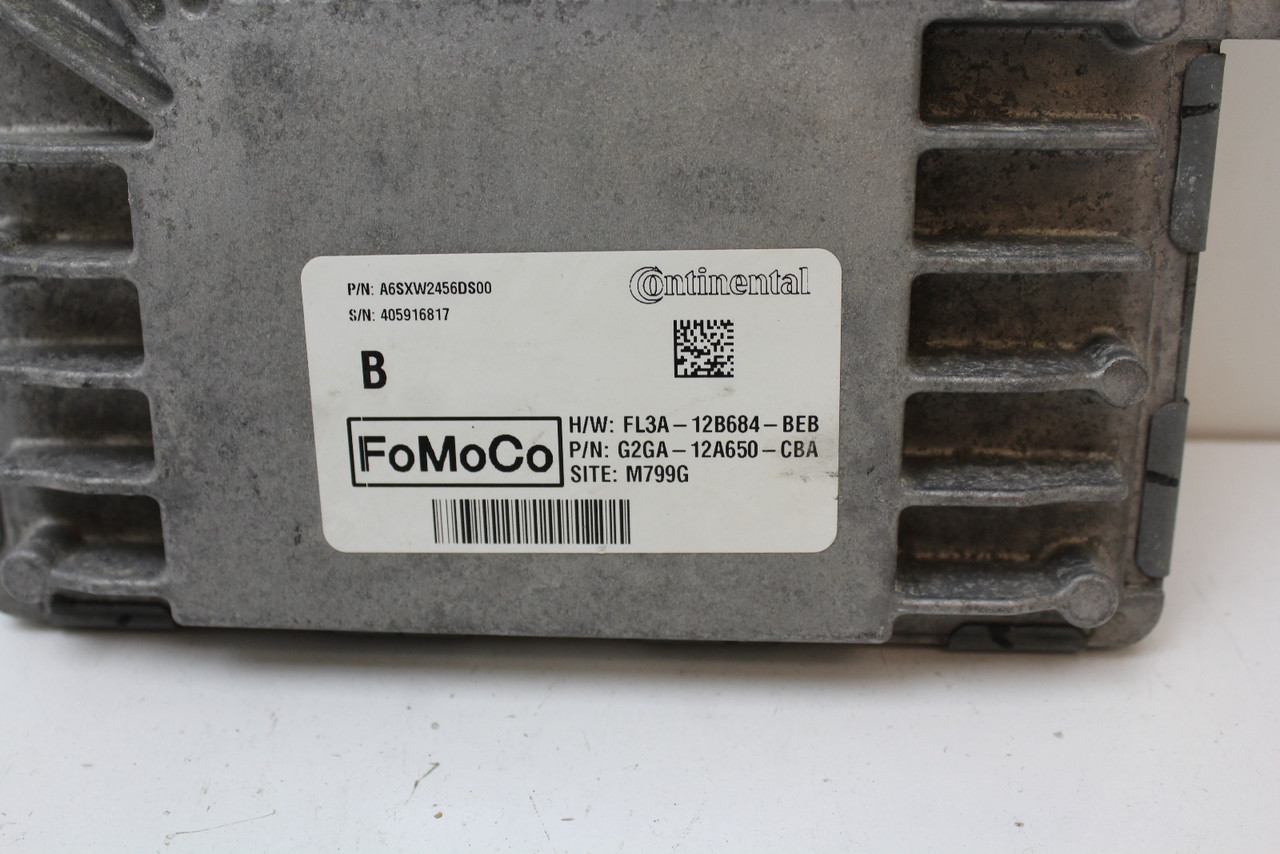 P/N: A6SXW2456DS00
Continental
S/N: 405916817
B
FoMoCo
H/W: FL3A-12B684-BEB
P/N: G2GA-12A650-CBA
SITE: M799G